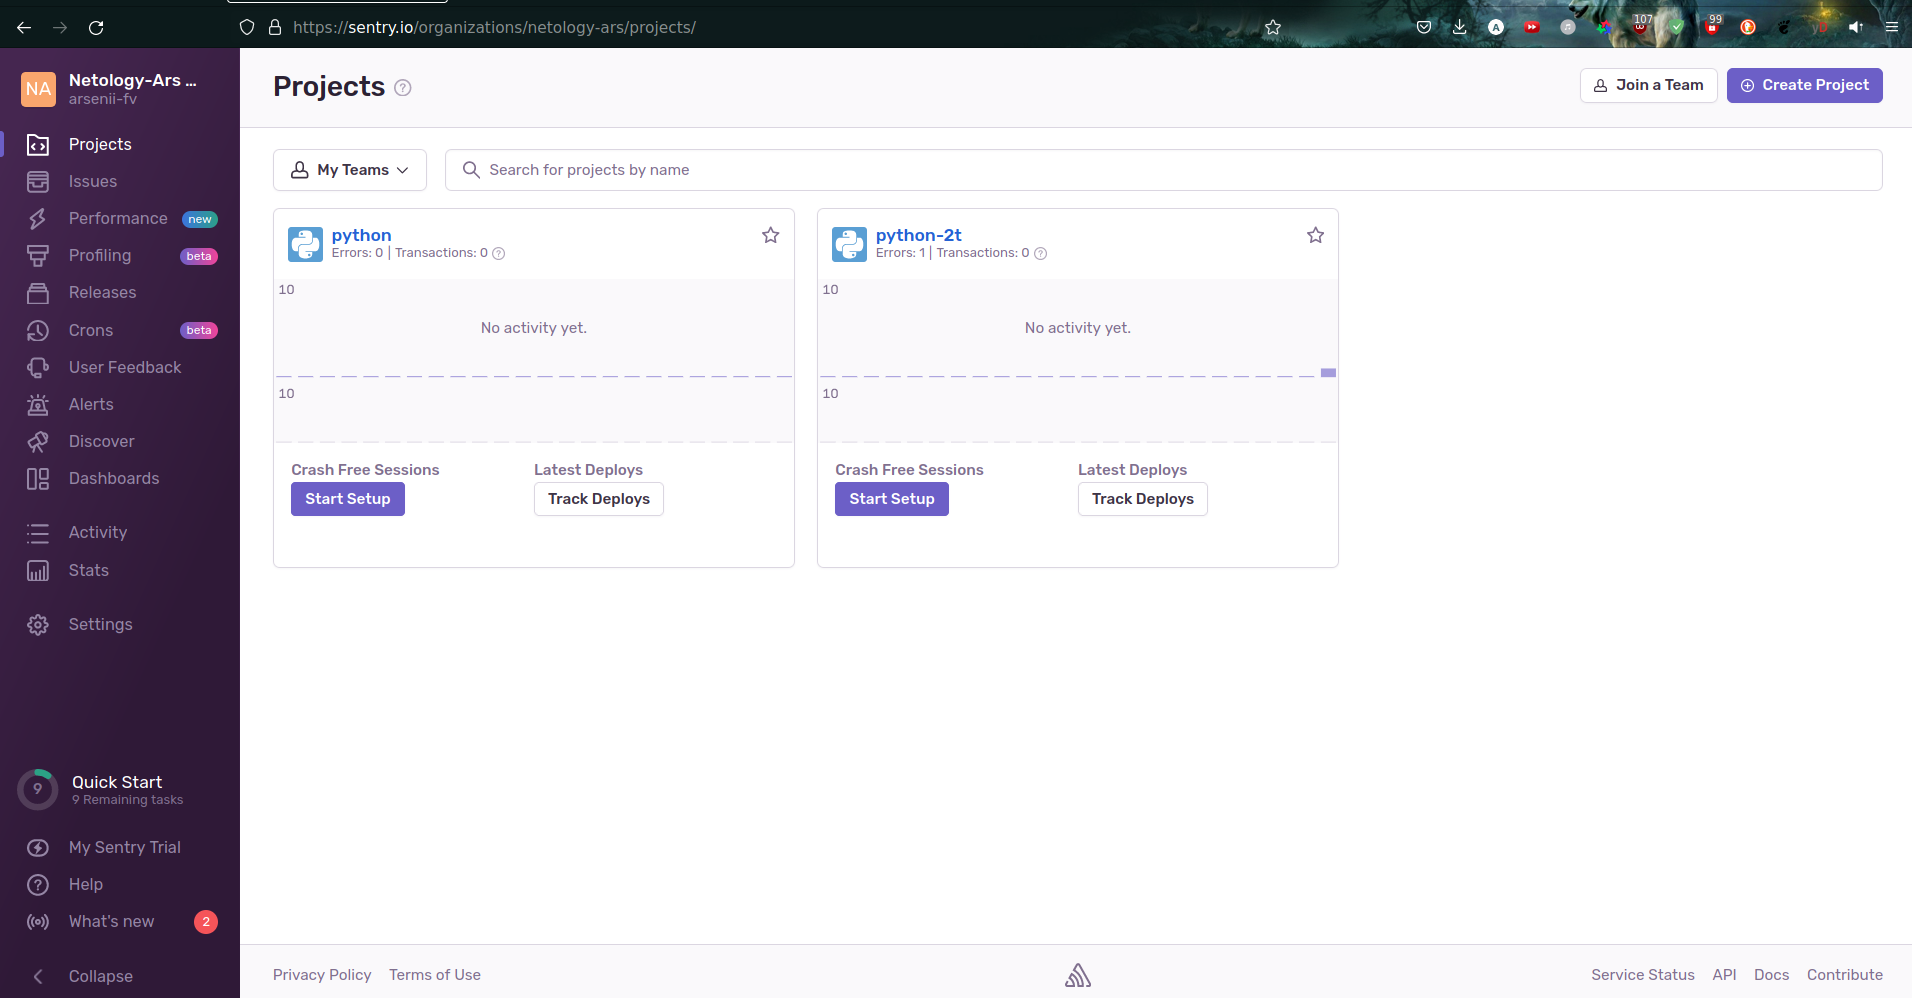 https://sentry.io/organizations/netology-ars/projects/
A
107
99
NA
Netology-Ars ...
arsenii-fv
Projects
Issues
Performance new
Profiling beta
Releases
Crons beta
User Feedback
Alerts
Discover
Dashboards
Activity
Stats
Settings
9
Quick Start
9 Remaining tasks
My Sentry Trial
Help
What's new 2
Collapse
Projects ?
Join a Team
Create Project
My Teams
Search for projects by name
python
Errors: 0 | Transactions: 0 ?
10
No activity yet.
10
Crash Free Sessions
Start Setup
Latest Deploys
Track Deploys
python-2t
Errors: 1 | Transactions: 0 ?
10
No activity yet.
10
Crash Free Sessions
Start Setup
Latest Deploys
Track Deploys
Privacy Policy Terms of Use
Service Status API Docs Contribute